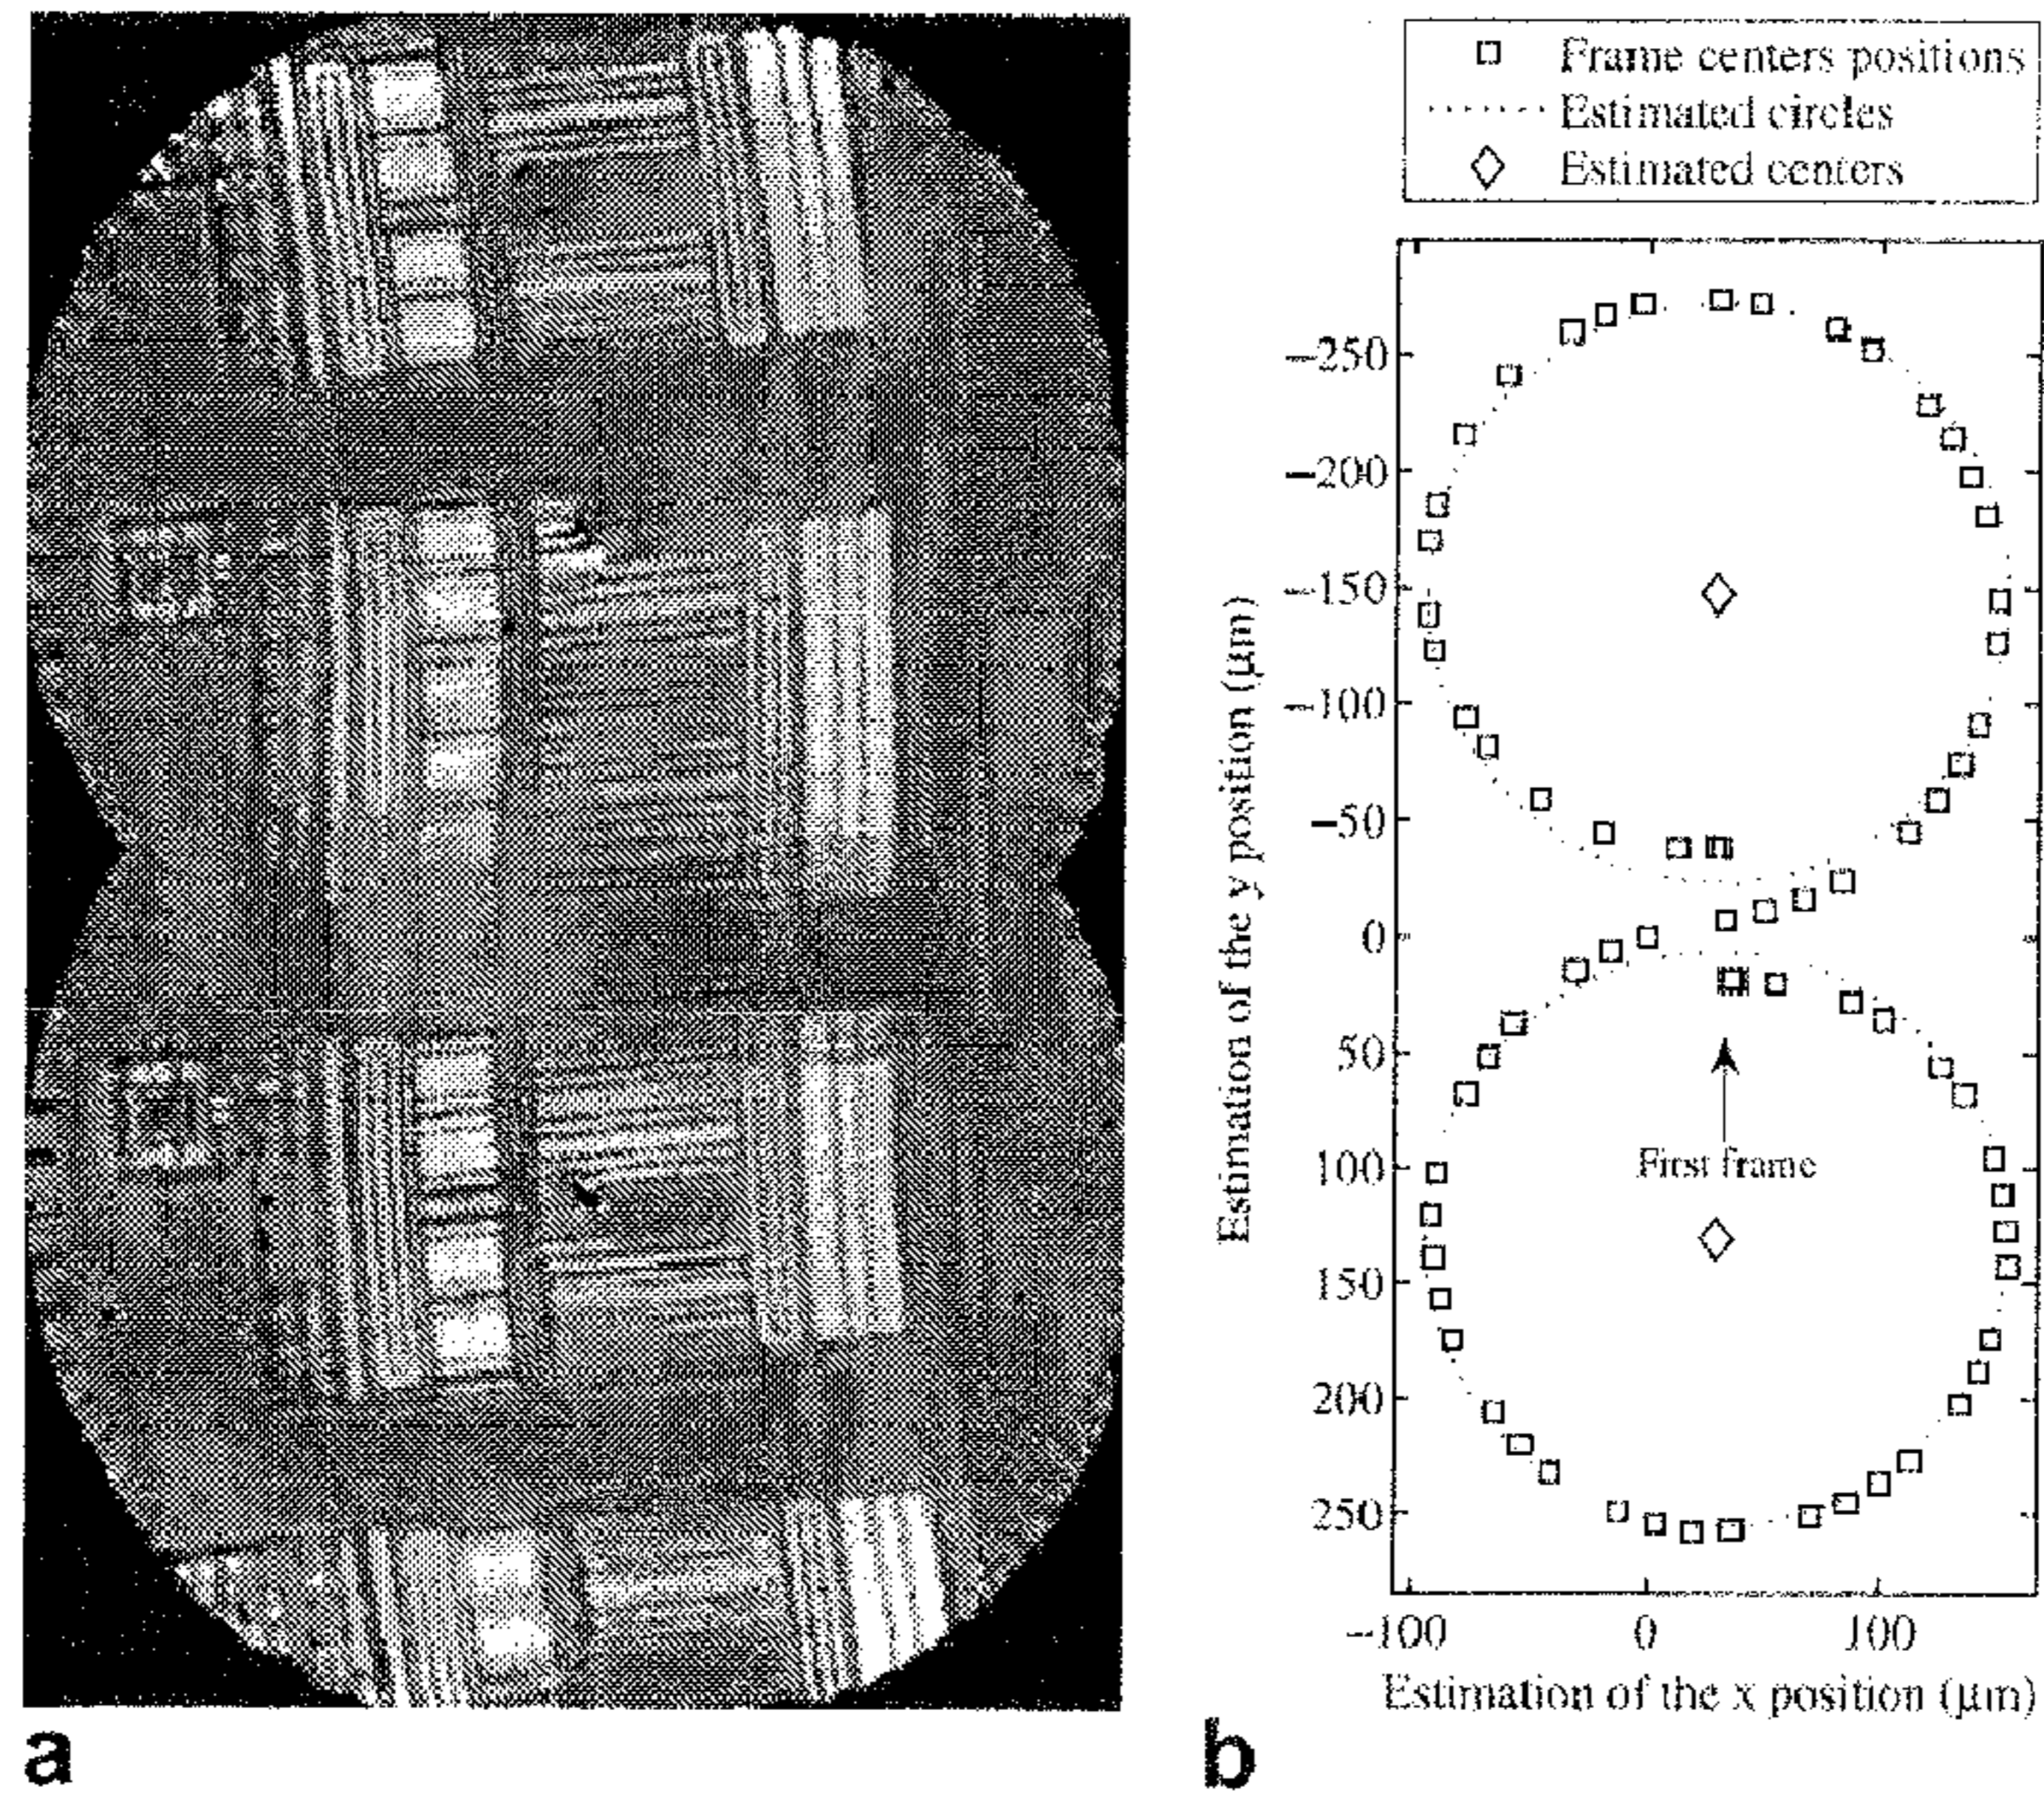 Frame centers positions
Estimated circles
Estimated centers
−250
−200
−150
−100
−50
0
50
100
150
200
250
Estimation of the y position (μm)
First frame
−100 0 100
Estimation of the x position (μm)
a
b